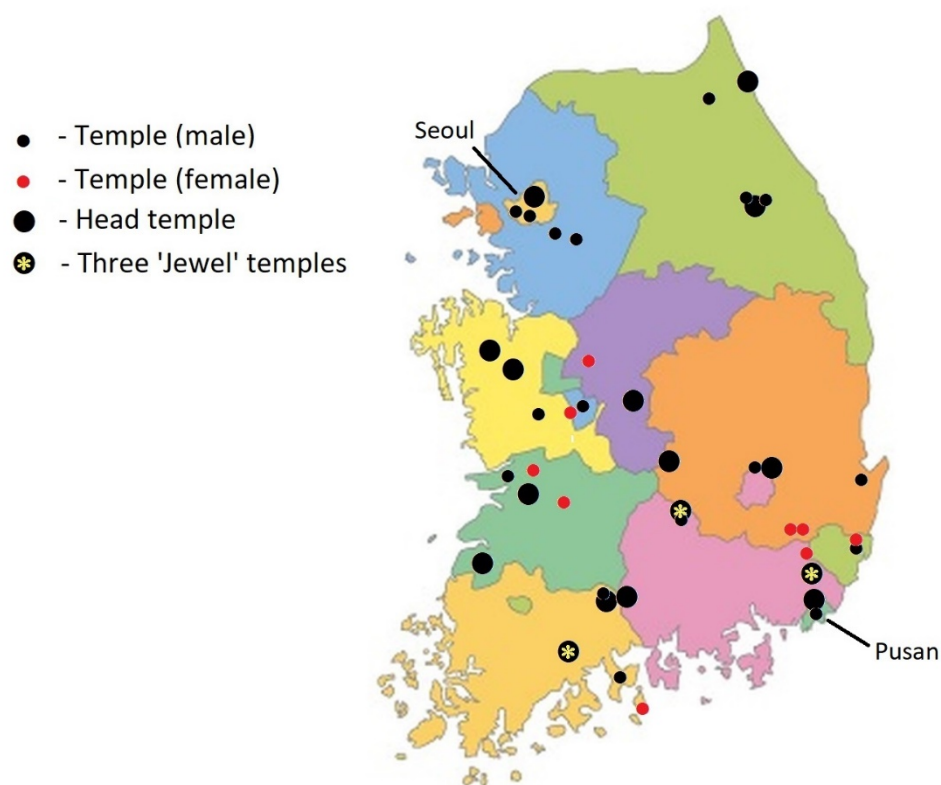 Seoul
- Temple (male)
- Temple (female)
- Head temple
- Three 'Jewel' temples
Pusan